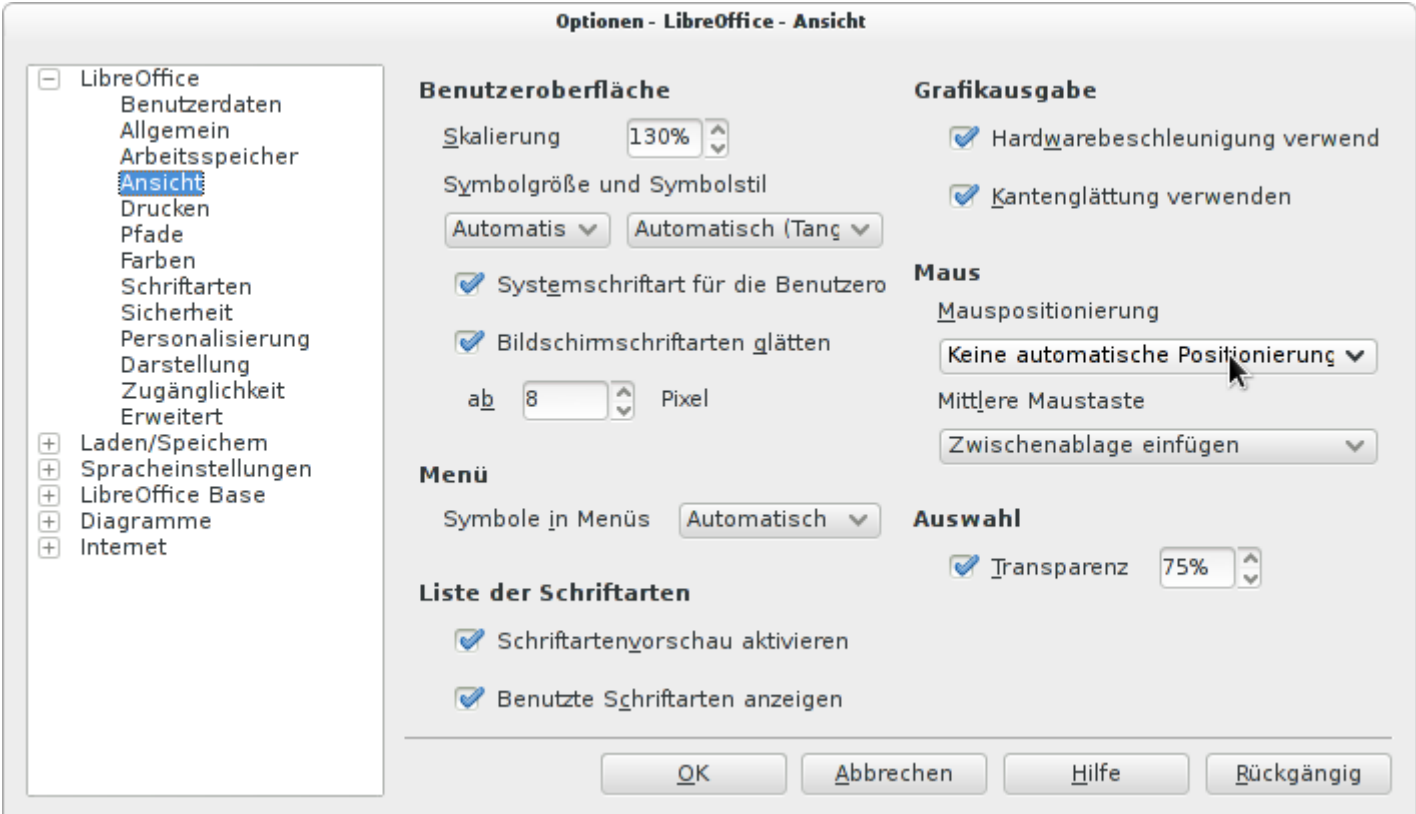 Optionen - LibreOffice - Ansicht
LibreOffice
Benutzerdaten
Allgemein
Arbeitsspeicher
Ansicht
Drucken
Pfade
Farben
Schriftarten
Sicherheit
Personalisierung
Darstellung
Zugänglichkeit
Erweitert
Laden/Speichern
Spracheinstellungen
LibreOffice Base
Diagramme
Internet
Benutzeroberfläche
Skalierung 130%
Symbolgröße und Symbolstil
Automatis Automatisch (Tang
Systemschriftart für die Benutzero
Bildschirmschriftarten glätten
ab 8 Pixel
Menü
Symbole in Menüs Automatisch
Liste der Schriftarten
Schriftartenvorschau aktivieren
Benutzte Schriftarten anzeigen
Grafikausgabe
Hardwarebeschleunigung verwend
Kantenglättung verwenden
Maus
Mauspositionierung
Keine automatische Positionierung
Mittlere Maustaste
Zwischenablage einfügen
Auswahl
Transparenz 75%
OK Abbrechen Hilfe Rückgängig